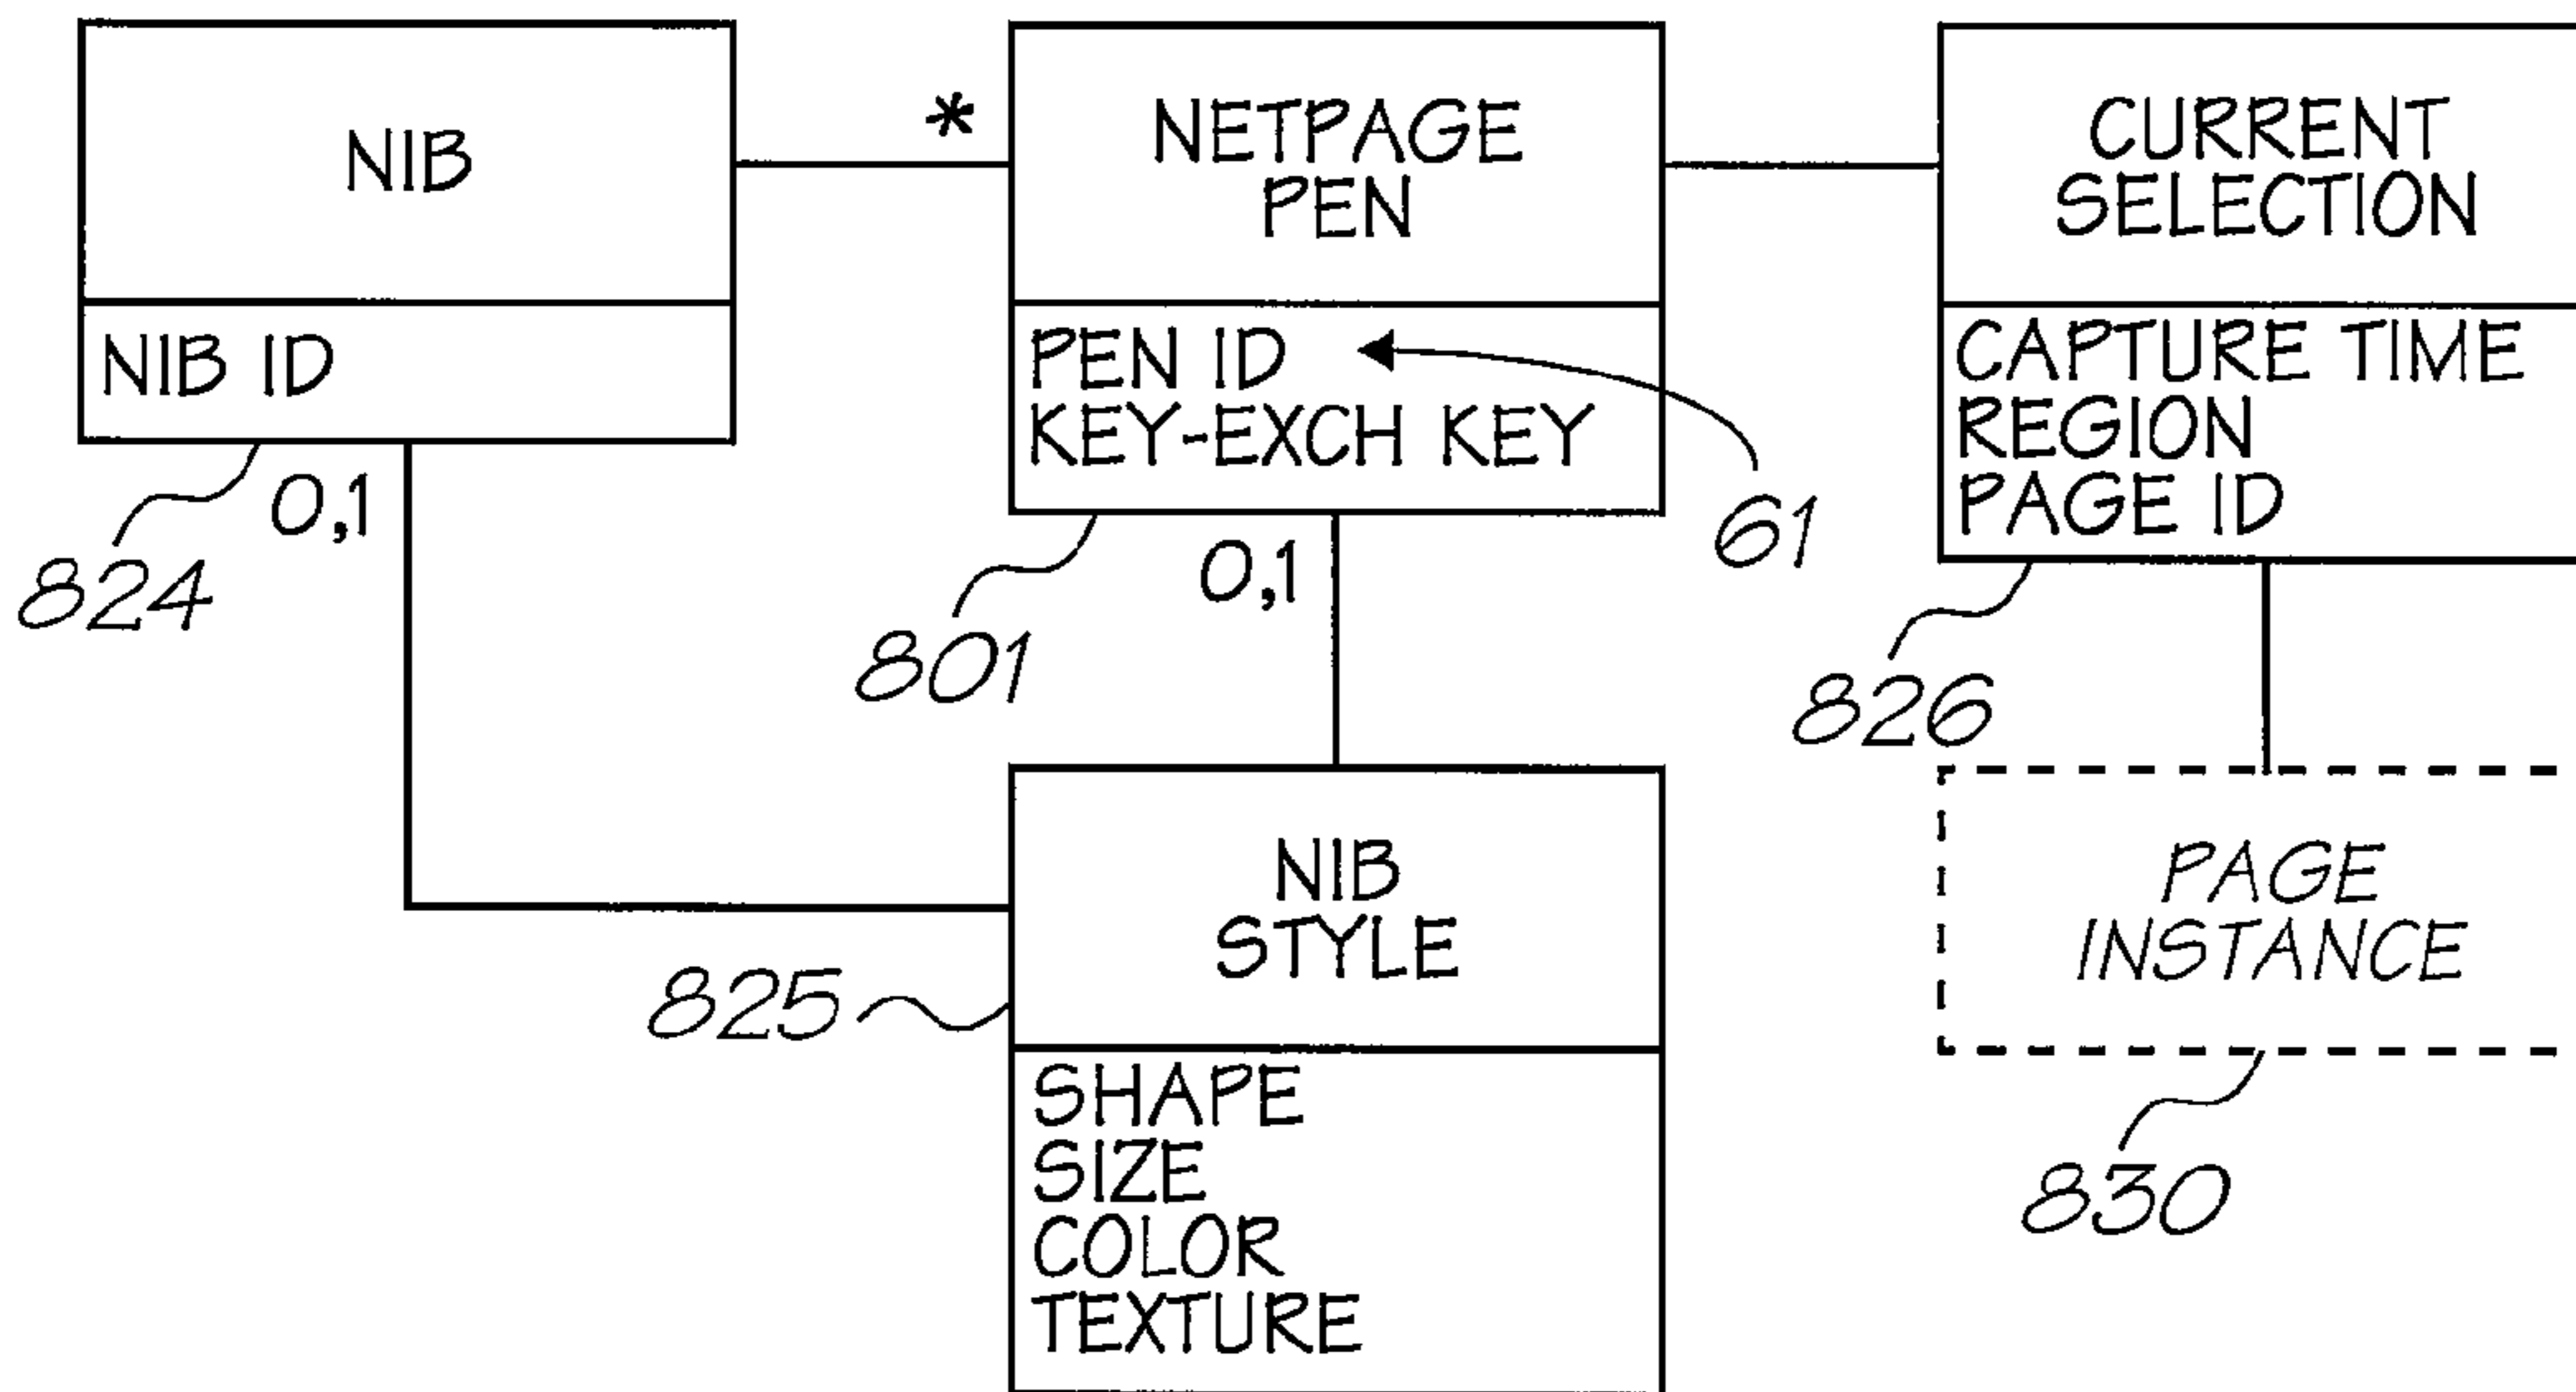 NIB
NIB ID
824
0,1
*
NETPAGE
PEN
PEN ID
KEY-EXCH KEY
61
801
0,1
CURRENT
SELECTION
CAPTURE TIME
REGION
PAGE ID
826
NIB
STYLE
825
SHAPE
SIZE
COLOR
TEXTURE
PAGE
INSTANCE
830